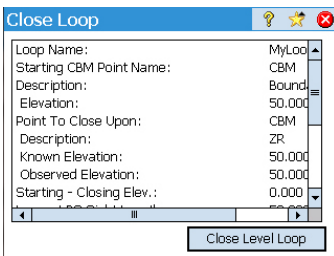 Close Loop
Loop Name: MyLoo
Starting CBM Point Name: CBM
Description: Bound
Elevation: 50.000
Point To Close Upon: CBM
Description: ZR
Known Elevation: 50.000
Observed Elevation: 50.000
Starting - Closing Elev.: 0.000
Close Level Loop